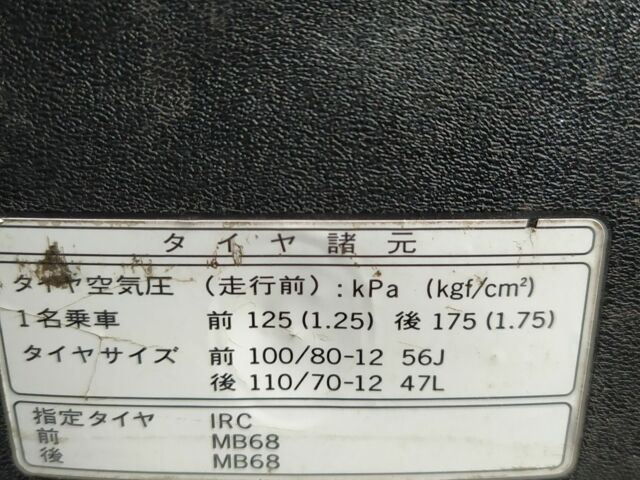 タイヤ諸元
タイヤ空気圧 (走行前) : kPa (kgf/cm²)
1名乗車 前 125 (1.25) 後 175 (1.75)
タイヤサイズ 前 100/80-12 56J
後 110/70-12 47L
指定タイヤ IRC
前 MB68
後 MB68